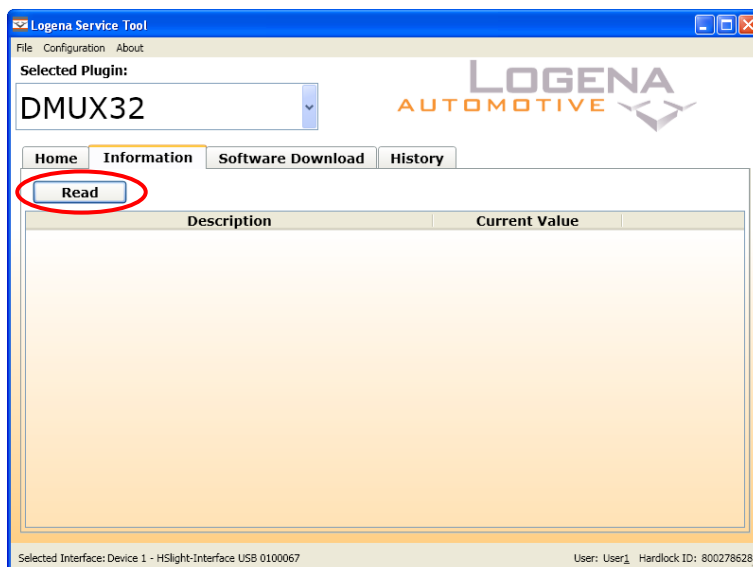 Logena Service Tool
File Configuration About
Selected Plugin:
DMUX32
LOGENA
AUTOMOTIVE
Home Information Software Download History
Read
Description Current Value
Selected Interface: Device 1 - HSlight-Interface USB 0100067 User: User1 Hardlock ID: 800278628